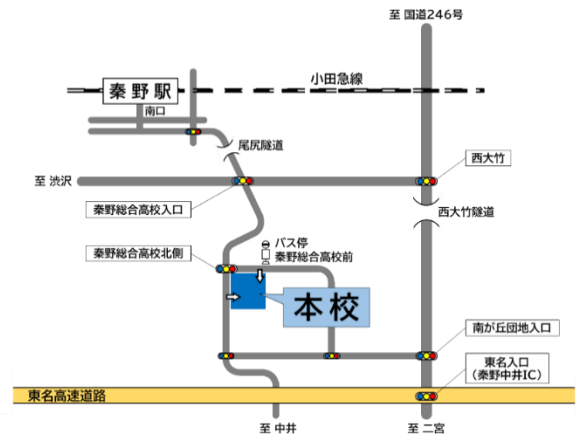 至 国道246号
小田急線
秦野駅
南口
尾尻隧道
西大竹
至 渋沢
秦野総合高校入口
西大竹隧道
バス停
秦野総合高校前
秦野総合高校北側
本校
南が丘団地入口
東名入口
（秦野中井IC）
東名高速道路
至 中井
至 二宮